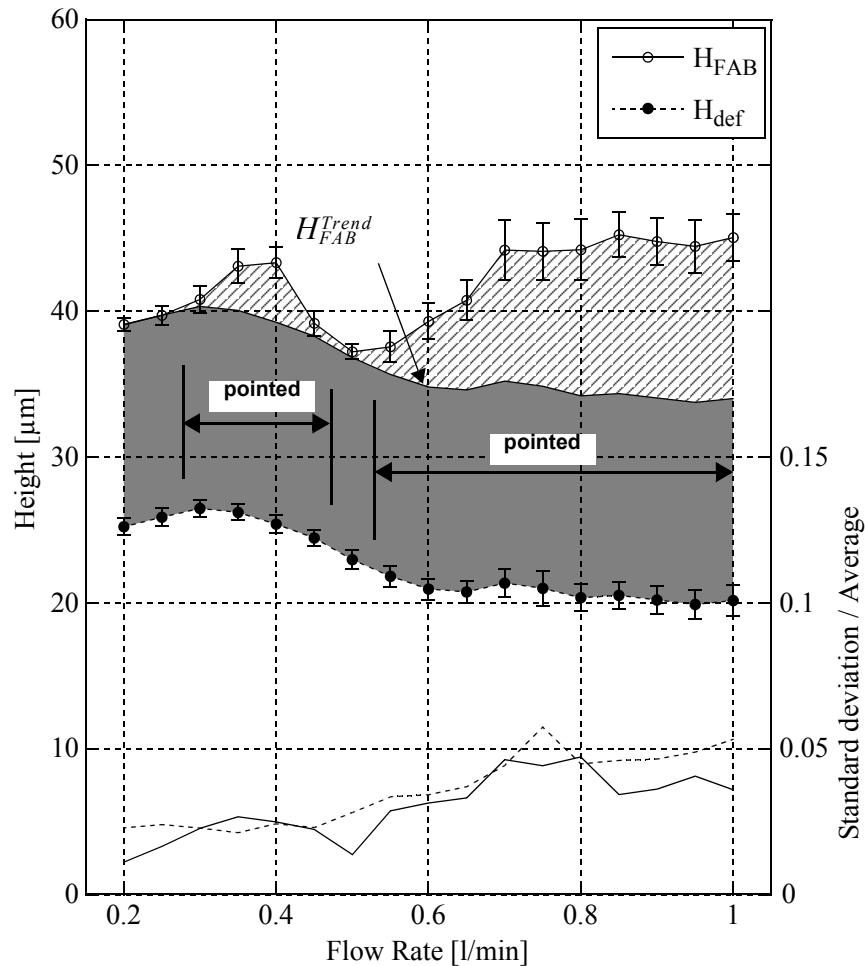 60
50
40
30
20
10
0
Height [µm]
H_FAB
H_def
H_FAB^Trend
pointed
pointed
0.15
0.1
0.05
0
Standard deviation / Average
0.2
0.4
0.6
0.8
1
Flow Rate [l/min]